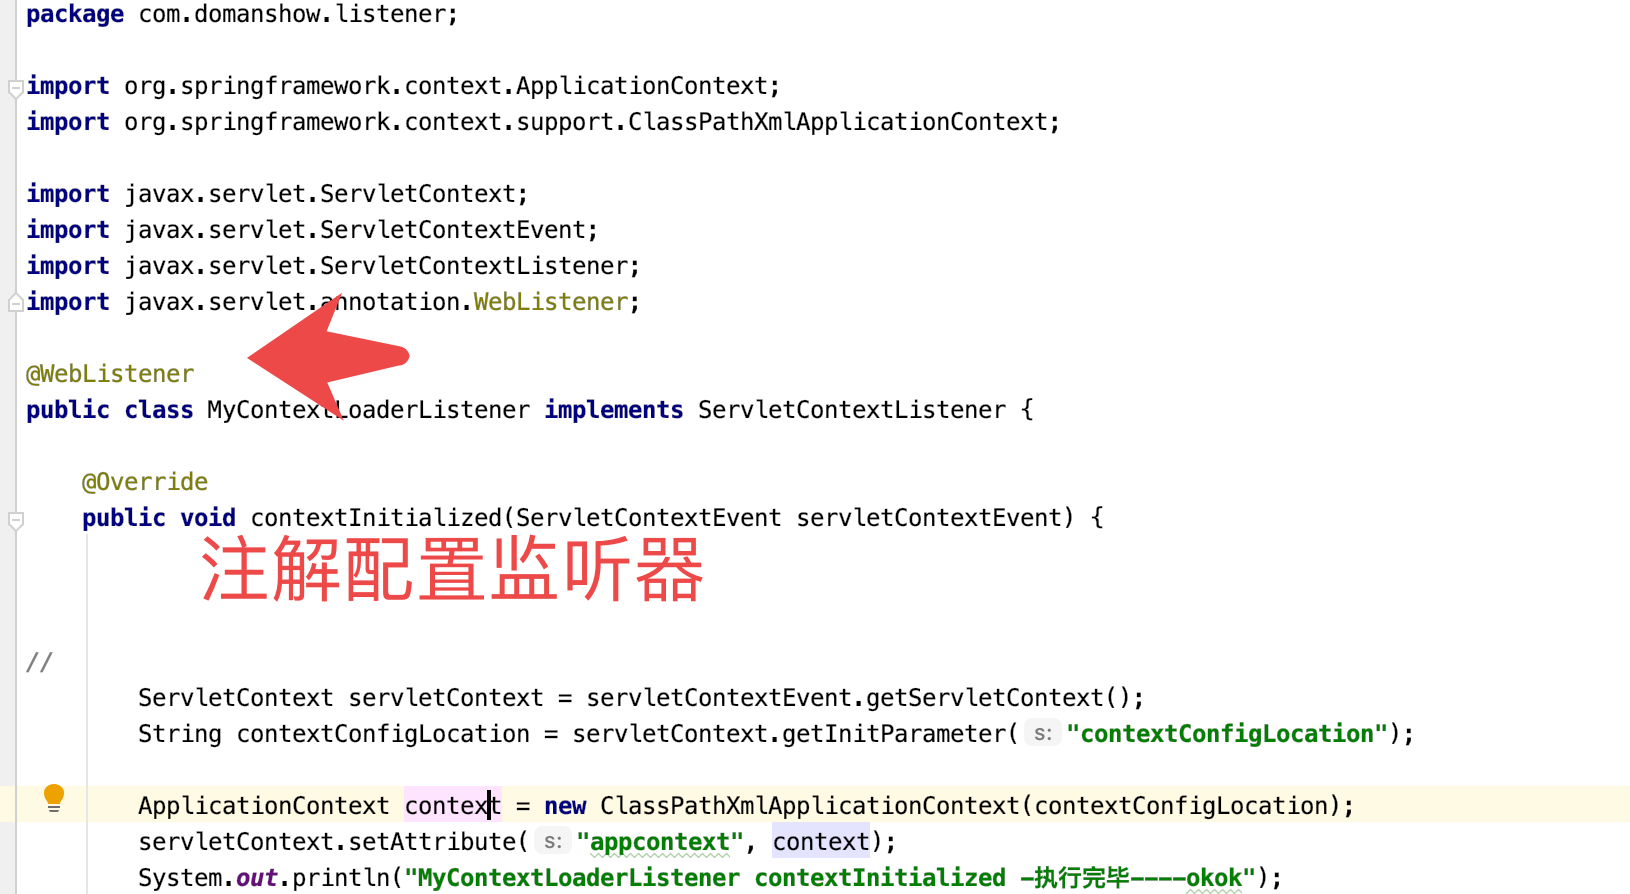 package com.domanshow.listener;
import org.springframework.context.ApplicationContext;
import org.springframework.context.support.ClassPathXmlApplicationContext;
import javax.servlet.ServletContext;
import javax.servlet.ServletContextEvent;
import javax.servlet.ServletContextListener;
import javax.servlet.annotation.WebListener;
@WebListener
public class MyContextLoaderListener implements ServletContextListener {
@Override
public void contextInitialized(ServletContextEvent servletContextEvent) {
注解配置监听器
//
ServletContext servletContext = servletContextEvent.getServletContext();
String contextConfigLocation = servletContext.getInitParameter( s: "contextConfigLocation");
ApplicationContext context = new ClassPathXmlApplicationContext(contextConfigLocation);
servletContext.setAttribute( s: "appcontext", context);
System.out.println("MyContextLoaderListener contextInitialized -执行完毕----okok");